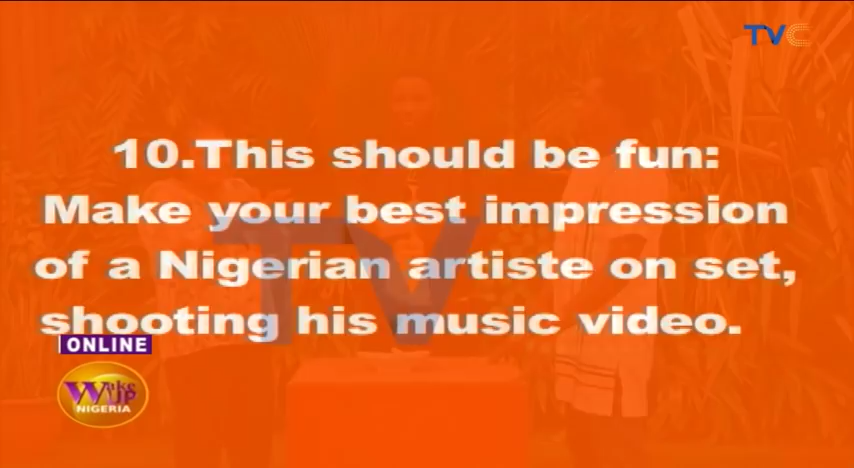 TVC
10.This should be fun:
Make your best impression
of a Nigerian artiste on set,
shooting his music video.
TV
ONLINE
Wake
UP
NIGERIA